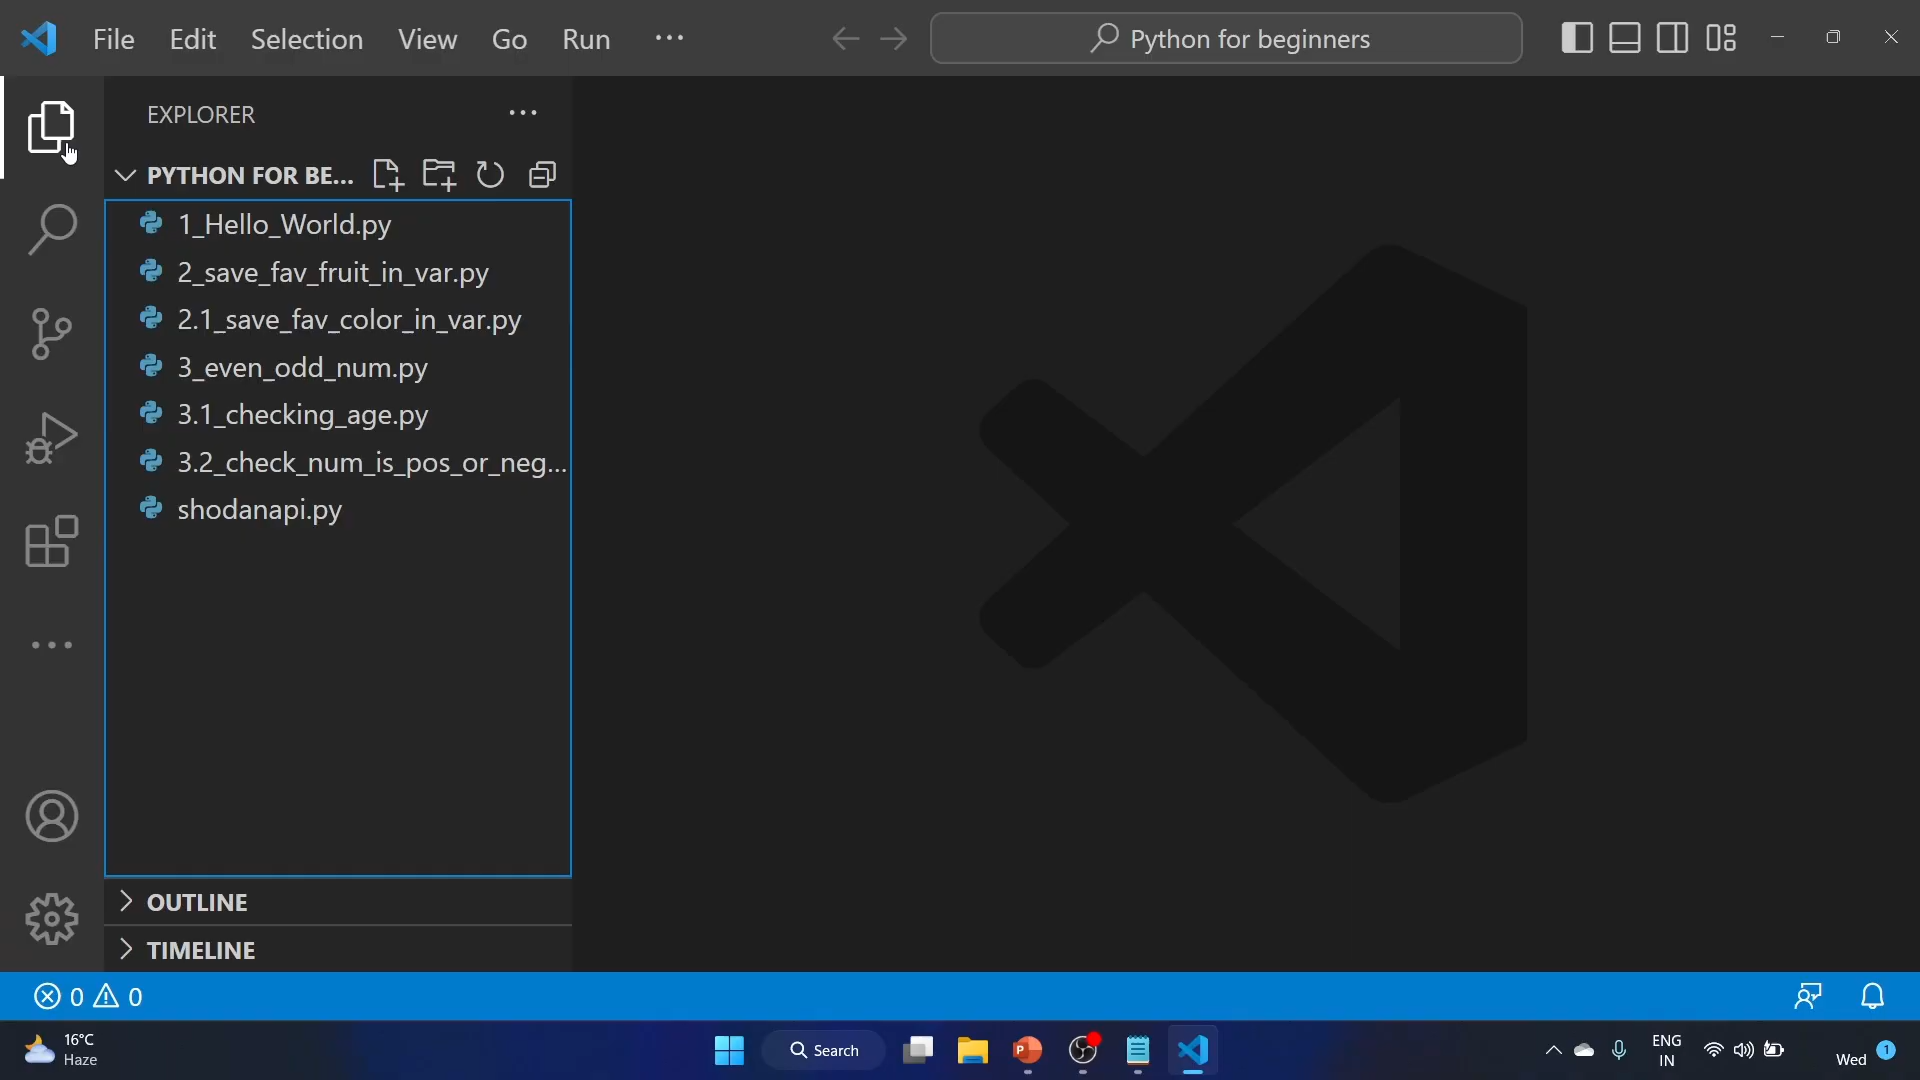 File Edit Selection View Go Run ···
Python for beginners
EXPLORER
PYTHON FOR BE...
1_Hello_World.py
2_save_fav_fruit_in_var.py
2.1_save_fav_color_in_var.py
3_even_odd_num.py
3.1_checking_age.py
3.2_check_num_is_pos_or_neg...
shodanapi.py
OUTLINE
TIMELINE
0 0
16°C
Haze
Search
P
ENG
IN
Wed
1